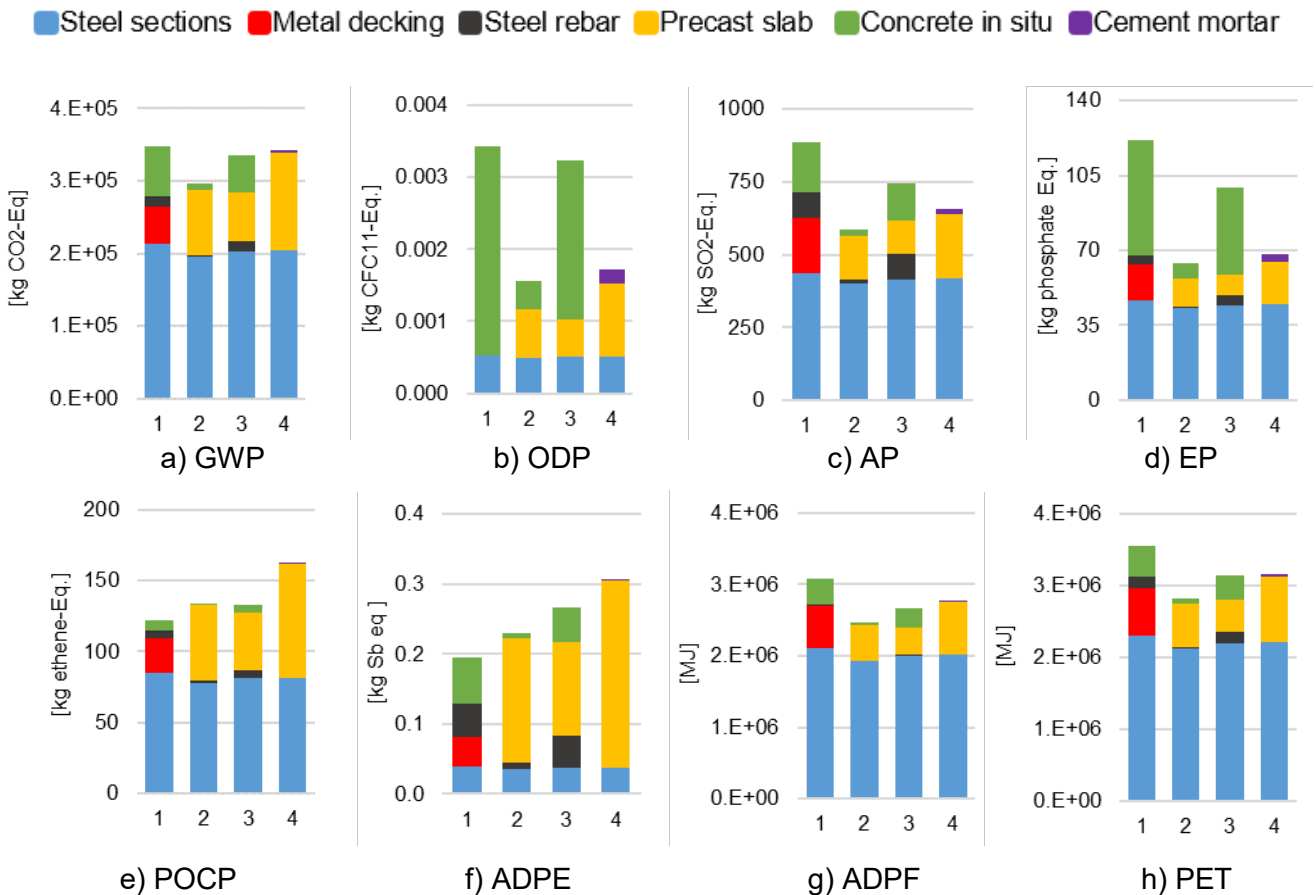 Steel sections Metal decking Steel rebar Precast slab Concrete in situ Cement mortar
4.E+05
3.E+05
2.E+05
1.E+05
0.E+00
[kg CO2-Eq]
1 2 3 4
a) GWP
0.004
0.003
0.002
0.001
0.000
[kg CFC11-Eq.]
1 2 3 4
b) ODP
1000
750
500
250
0
[kg SO2-Eq.]
1 2 3 4
c) AP
140
105
70
35
0
[kg phosphate Eq.]
1 2 3 4
d) EP
200
150
100
50
0
[kg ethene-Eq.]
1 2 3 4
e) POCP
0.4
0.3
0.2
0.1
0.0
[kg Sb eq ]
1 2 3 4
f) ADPE
4.E+06
3.E+06
2.E+06
1.E+06
0.E+00
[MJ]
1 2 3 4
g) ADPF
4.E+06
3.E+06
2.E+06
1.E+06
0.E+00
[MJ]
1 2 3 4
h) PET